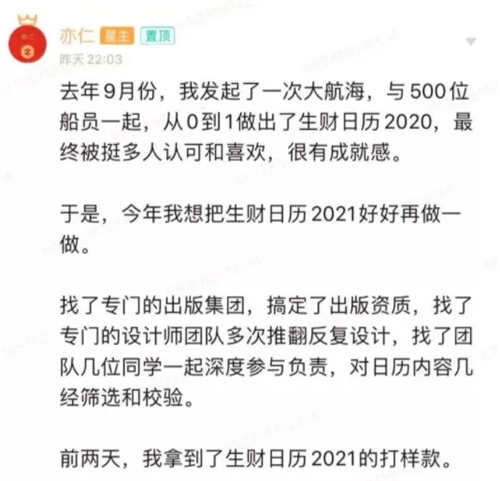 亦仁 星主 置顶
昨天 22:03
去年9月份，我发起了一次大航海，与500位
船员一起，从0到1做出了生财日历2020，最
终被挺多人认可和喜欢，很有成就感。
于是，今年我想把生财日历2021好好再做一
做。
找了专门的出版集团，搞定了出版资质，找了
专门的设计师团队多次推翻反复设计，找了团
队几位同学一起深度参与负责，对日历内容几
经筛选和校验。
前两天，我拿到了生财日历2021的打样款。